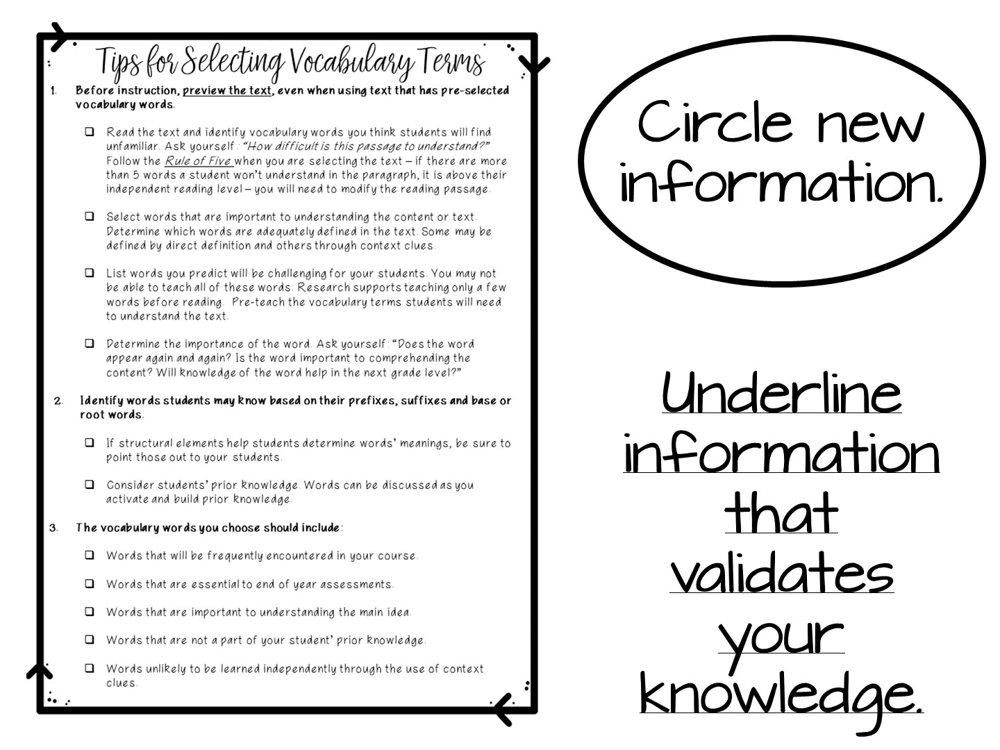 Tips for Selecting Vocabulary Terms
1. Before instruction, preview the text, even when using text that has pre-selected
vocabulary words.
❑ Read the text and identify vocabulary words you think students will find
unfamiliar. Ask yourself : “How difficult is this passage to understand?”
Follow the Rule of Five when you are selecting the text – if there are more
than 5 words a student won’t understand in the paragraph, it is above their
independent reading level – you will need to modify the reading passage.
❑ Select words that are important to understanding the content or text.
Determine which words are adequately defined in the text. Some may be
defined by direct definition and others through context clues.
❑ List words you predict will be challenging for your students. You may not
be able to teach all of these words. Research supports teaching only a few
words before reading. Pre-teach the vocabulary terms students will need
to understand the text.
❑ Determine the importance of the word. Ask yourself: “Does the word
appear again and again? Is the word important to comprehending the
content? Will knowledge of the word help in the next grade level?”
2. Identify words students may know based on their prefixes, suffixes and base or
root words.
❑ If structural elements help students determine words’ meanings, be sure to
point those out to your students.
❑ Consider students’ prior knowledge. Words can be discussed as you
activate and build prior knowledge.
3. The vocabulary words you choose should include:
❑ Words that will be frequently encountered in your course.
❑ Words that are essential to end of year assessments.
❑ Words that are important to understanding the main idea.
❑ Words that are not a part of your student’ prior knowledge.
❑ Words unlikely to be learned independently through the use of context
clues.
Circle new
information.
Underline
information
that
validates
your
knowledge.